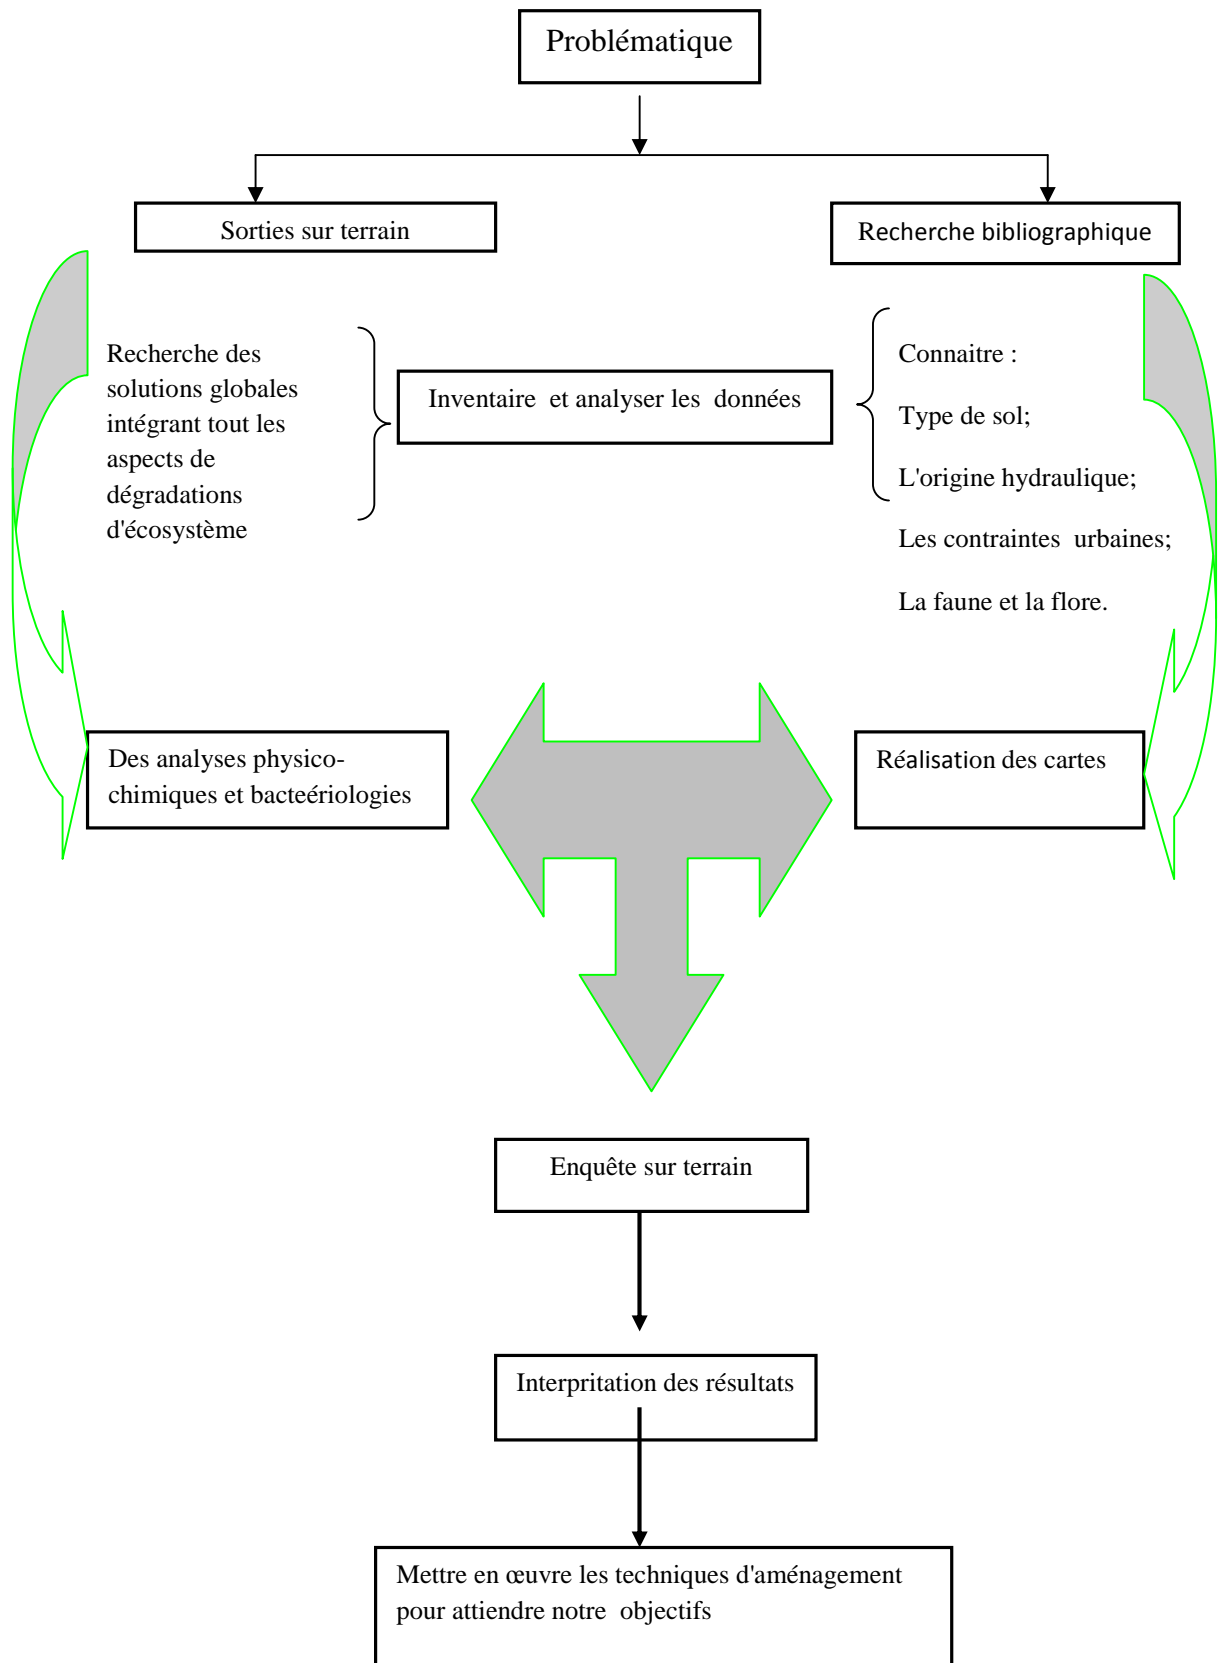 Problématique
Sorties sur terrain
Recherche bibliographique
Recherche des
solutions globales
intégrant tout les
aspects de
dégradations
d'écosystème
Inventaire et analyser les données
Connaitre :
Type de sol;
L'origine hydraulique;
Les contraintes urbaines;
La faune et la flore.
Des analyses physico-
chimiques et bacteériologies
Réalisation des cartes
Enquête sur terrain
Interpritation des résultats
Mettre en œuvre les techniques d'aménagement
pour attiendre notre objectifs